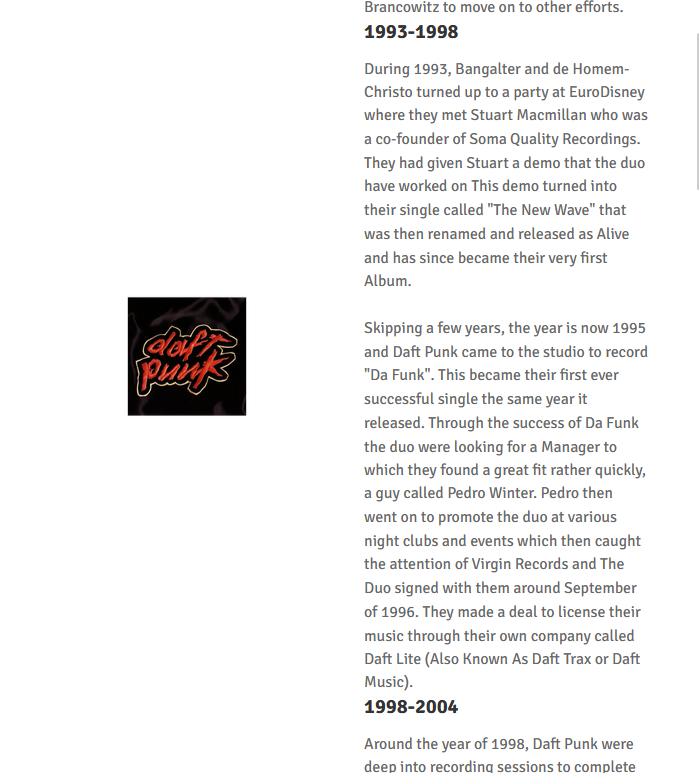 Brancowitz to move on to other efforts.
1993-1998
During 1993, Bangalter and de Homem-
Christo turned up to a party at EuroDisney
where they met Stuart Macmillan who was
a co-founder of Soma Quality Recordings.
They had given Stuart a demo that the duo
have worked on This demo turned into
their single called "The New Wave" that
was then renamed and released as Alive
and has since became their very first
Album.
daft
punk
Skipping a few years, the year is now 1995
and Daft Punk came to the studio to record
"Da Funk". This became their first ever
successful single the same year it
released. Through the success of Da Funk
the duo were looking for a Manager to
which they found a great fit rather quickly,
a guy called Pedro Winter. Pedro then
went on to promote the duo at various
night clubs and events which then caught
the attention of Virgin Records and The
Duo signed with them around September
of 1996. They made a deal to license their
music through their own company called
Daft Lite (Also Known As Daft Trax or Daft
Music).
1998-2004
Around the year of 1998, Daft Punk were
deep into recording sessions to complete